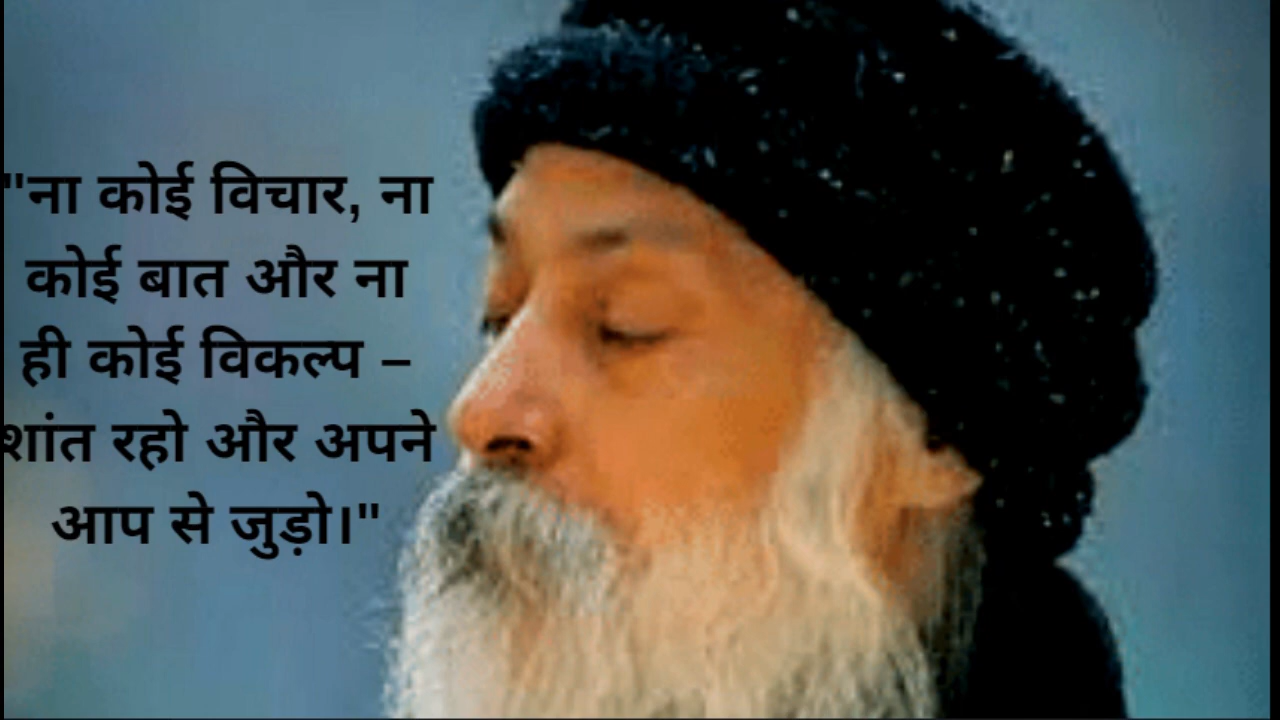 "ना कोई विचार, ना
कोई बात और ना
ही कोई विकल्प –
शांत रहो और अपने
आप से जुड़ो।"